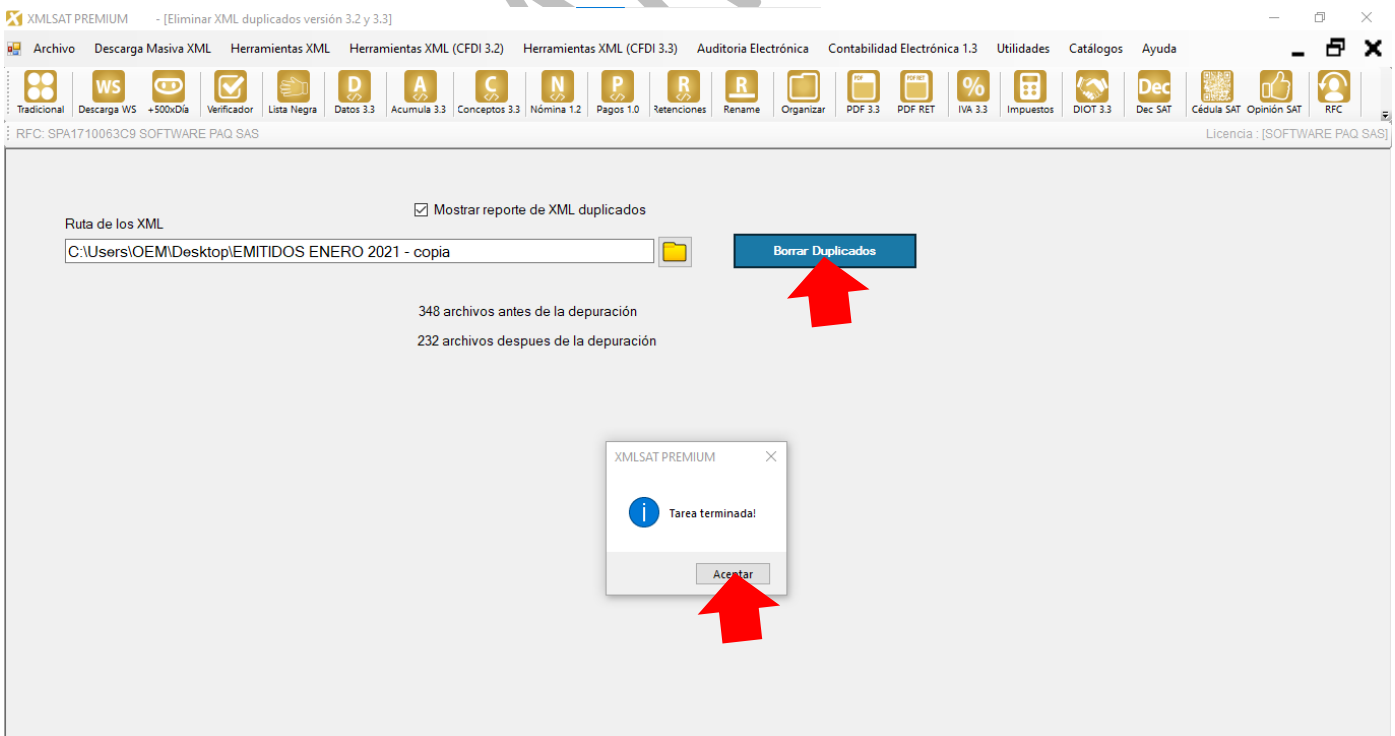 XMLSAT PREMIUM - [Eliminar XML duplicados versión 3.2 y 3.3]
Archivo Descarga Masiva XML Herramientas XML Herramientas XML (CFDI 3.2) Herramientas XML (CFDI 3.3) Auditoria Electrónica Contabilidad Electrónica 1.3 Utilidades Catálogos Ayuda
WS D A C N P R R PDF PDF RET % Dec
Tradicional Descarga WS +500xDía Verificador Lista Negra Datos 3.3 Acumula 3.3 Conceptos 3.3 Nómina 1.2 Pagos 1.0 Retenciones Rename Organizar PDF 3.3 PDF RET IVA 3.3 Impuestos DIOT 3.3 Dec SAT Cédula SAT Opinión SAT RFC
RFC: SPA1710063C9 SOFTWARE PAQ SAS Licencia : [SOFTWARE PAQ SAS]
Mostrar reporte de XML duplicados
Ruta de los XML
C:\Users\OEM\Desktop\EMITIDOS ENERO 2021 - copia Borrar Duplicados
348 archivos antes de la depuración
232 archivos despues de la depuración
XMLSAT PREMIUM
Tarea terminada!
Aceptar